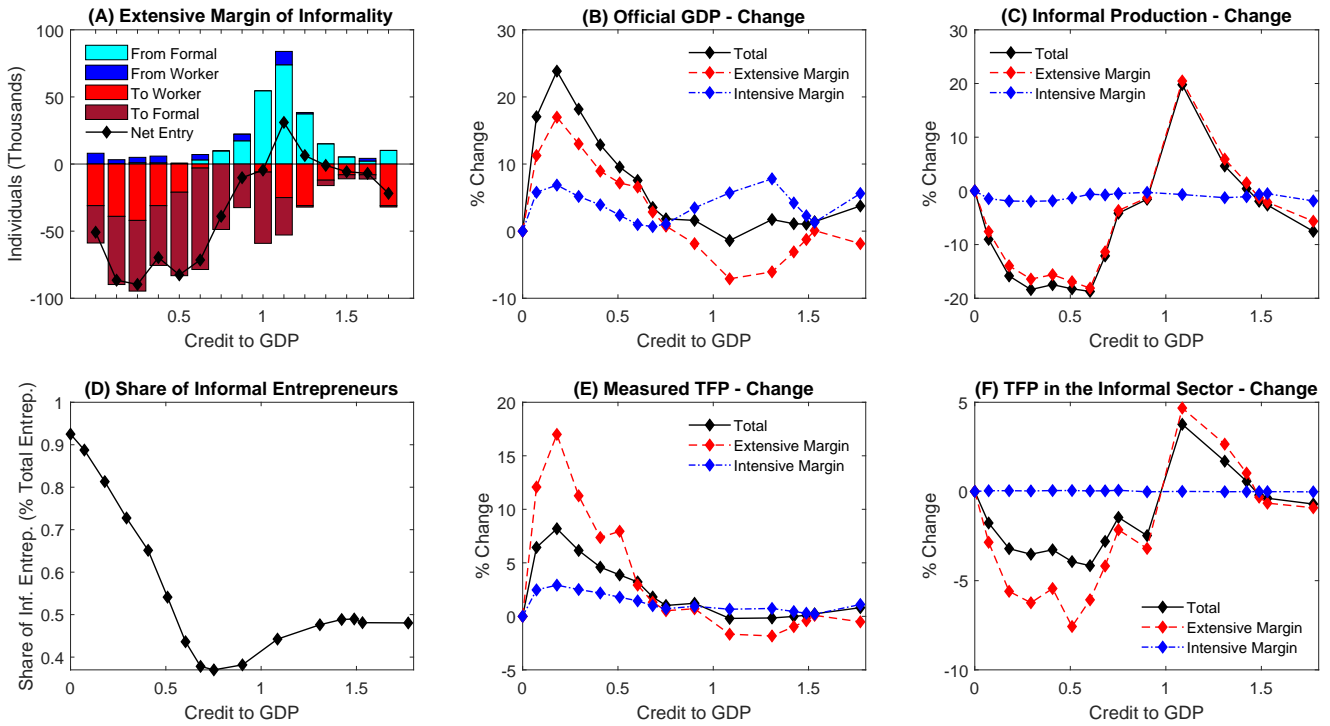 (A) Extensive Margin of Informality
100
50
0
-50
-100
Individuals (Thousands)
From Formal
From Worker
To Worker
To Formal
Net Entry
0.5
1
1.5
Credit to GDP
(B) Official GDP - Change
30
20
10
0
-10
% Change
Total
Extensive Margin
Intensive Margin
0
0.5
1
1.5
Credit to GDP
(C) Informal Production - Change
30
20
10
0
-10
-20
% Change
Total
Extensive Margin
Intensive Margin
0
0.5
1
1.5
Credit to GDP
(D) Share of Informal Entrepreneurs
1
0.9
0.8
0.7
0.6
0.5
0.4
Share of Inf. Entrep. (% Total Entrep.)
0
0.5
1
1.5
Credit to GDP
(E) Measured TFP - Change
20
15
10
5
0
-5
% Change
Total
Extensive Margin
Intensive Margin
0
0.5
1
1.5
Credit to GDP
(F) TFP in the Informal Sector - Change
5
0
-5
-10
% Change
Total
Extensive Margin
Intensive Margin
0
0.5
1
1.5
Credit to GDP